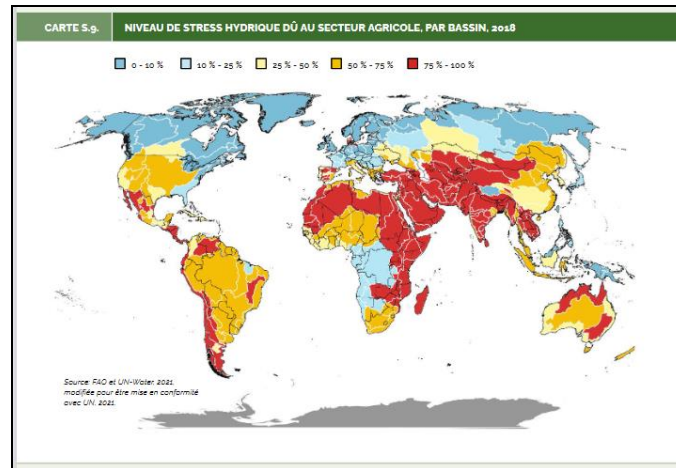 CARTE S.9. NIVEAU DE STRESS HYDRIQUE DÛ AU SECTEUR AGRICOLE, PAR BASSIN, 2018
0 - 10 % 10 % - 25 % 25 % - 50 % 50 % - 75 % 75 % - 100 %
Source: FAO et UN-Water, 2021,
modifiée pour être mise en conformité
avec UN, 2021.